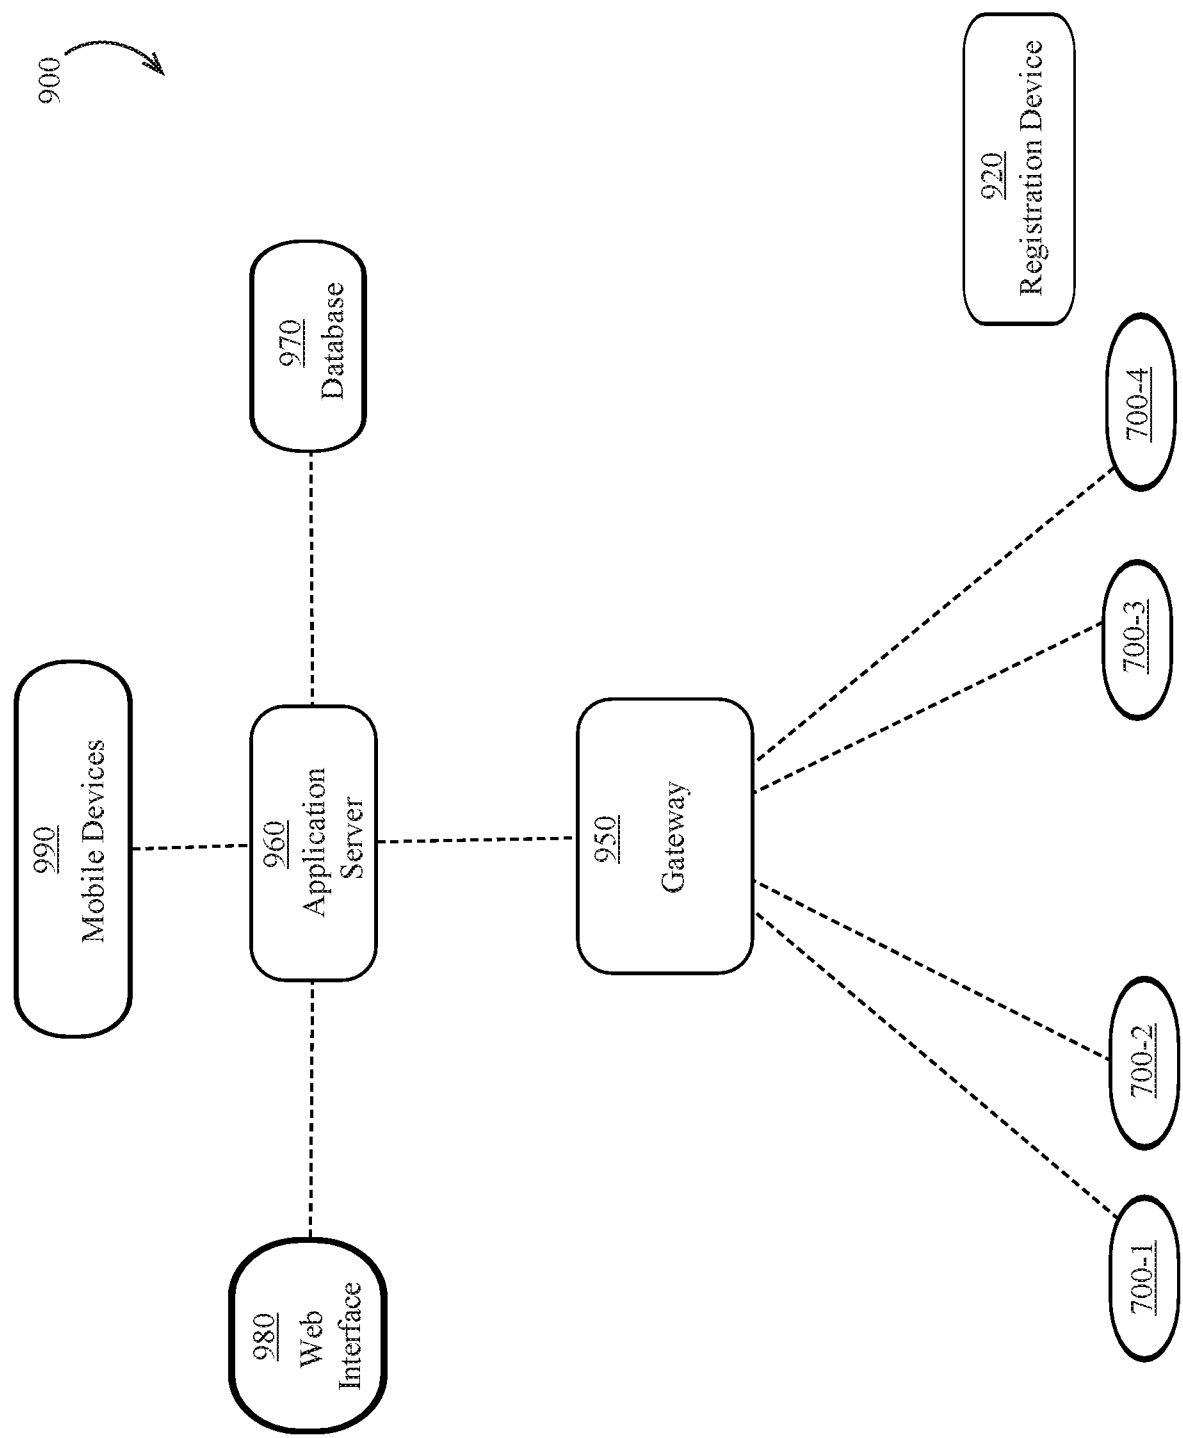 900
990
Mobile Devices
980
Web
Interface
960
Application
Server
970
Database
950
Gateway
920
Registration Device
700-1
700-2
700-3
700-4